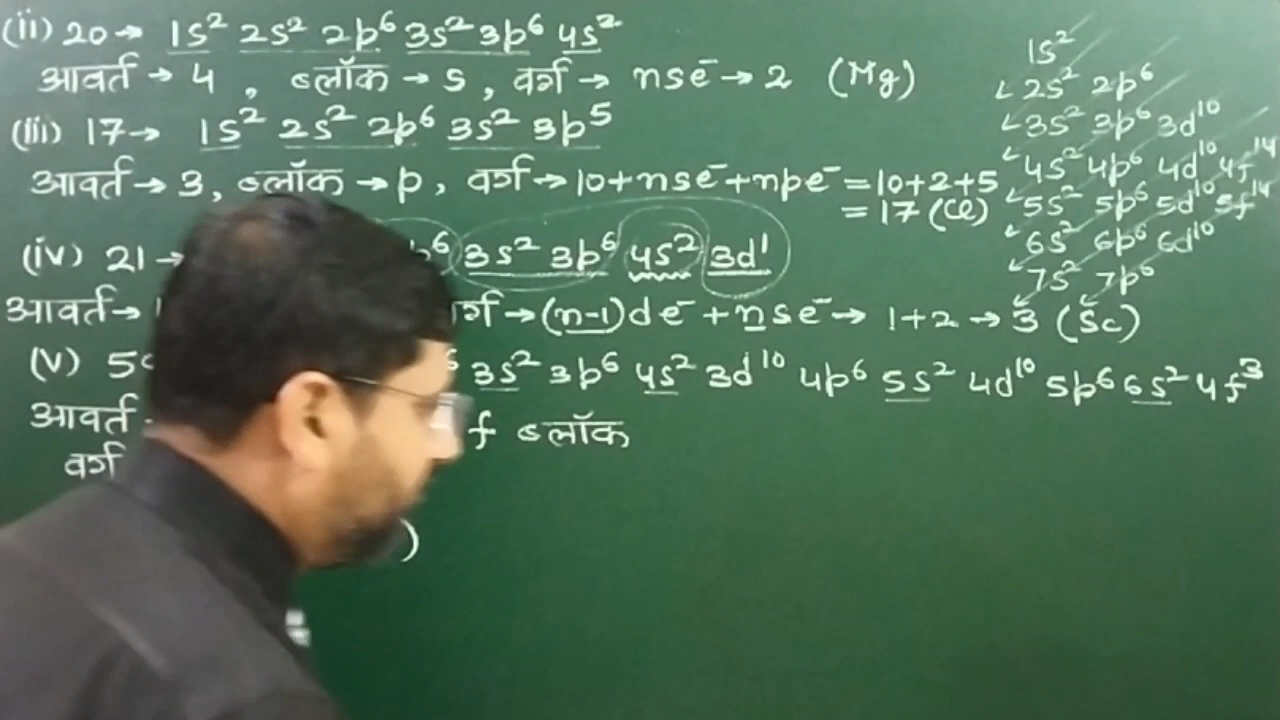 (ii) 20→ 1s² 2s² 2p⁶ 3s² 3p⁶ 4s²
आवर्त → 4 , ब्लॉक → s , वर्ग → nse⁻ → 2 (Mg)
(iii) 17→ 1s² 2s² 2p⁶ 3s² 3p⁵
आवर्त → 3, ब्लॉक → p, वर्ग → 10+nse⁻+npe⁻ = 10+2+5
= 17 (Cl)
(iv) 21→ ⁶ 3s² 3p⁶ 4s² 3d¹
आवर्त→ र्ग → (n-1)de⁻ + nse⁻ → 1+2 → 3 (Sc)
(v) 5 ⁶ 3s² 3p⁶ 4s² 3d¹⁰ 4p⁶ 5s² 4d¹⁰ 5p⁶ 6s² 4f³
आवर्त f ब्लॉक
वर्ग
)
1s²
2s² 2p⁶
3s² 3p⁶ 3d¹⁰
4s² 4p⁶ 4d¹⁰ 4f¹⁴
5s² 5p⁶ 5d¹⁰ 5f¹⁴
6s² 6p⁶ 6d¹⁰
7s² 7p⁶